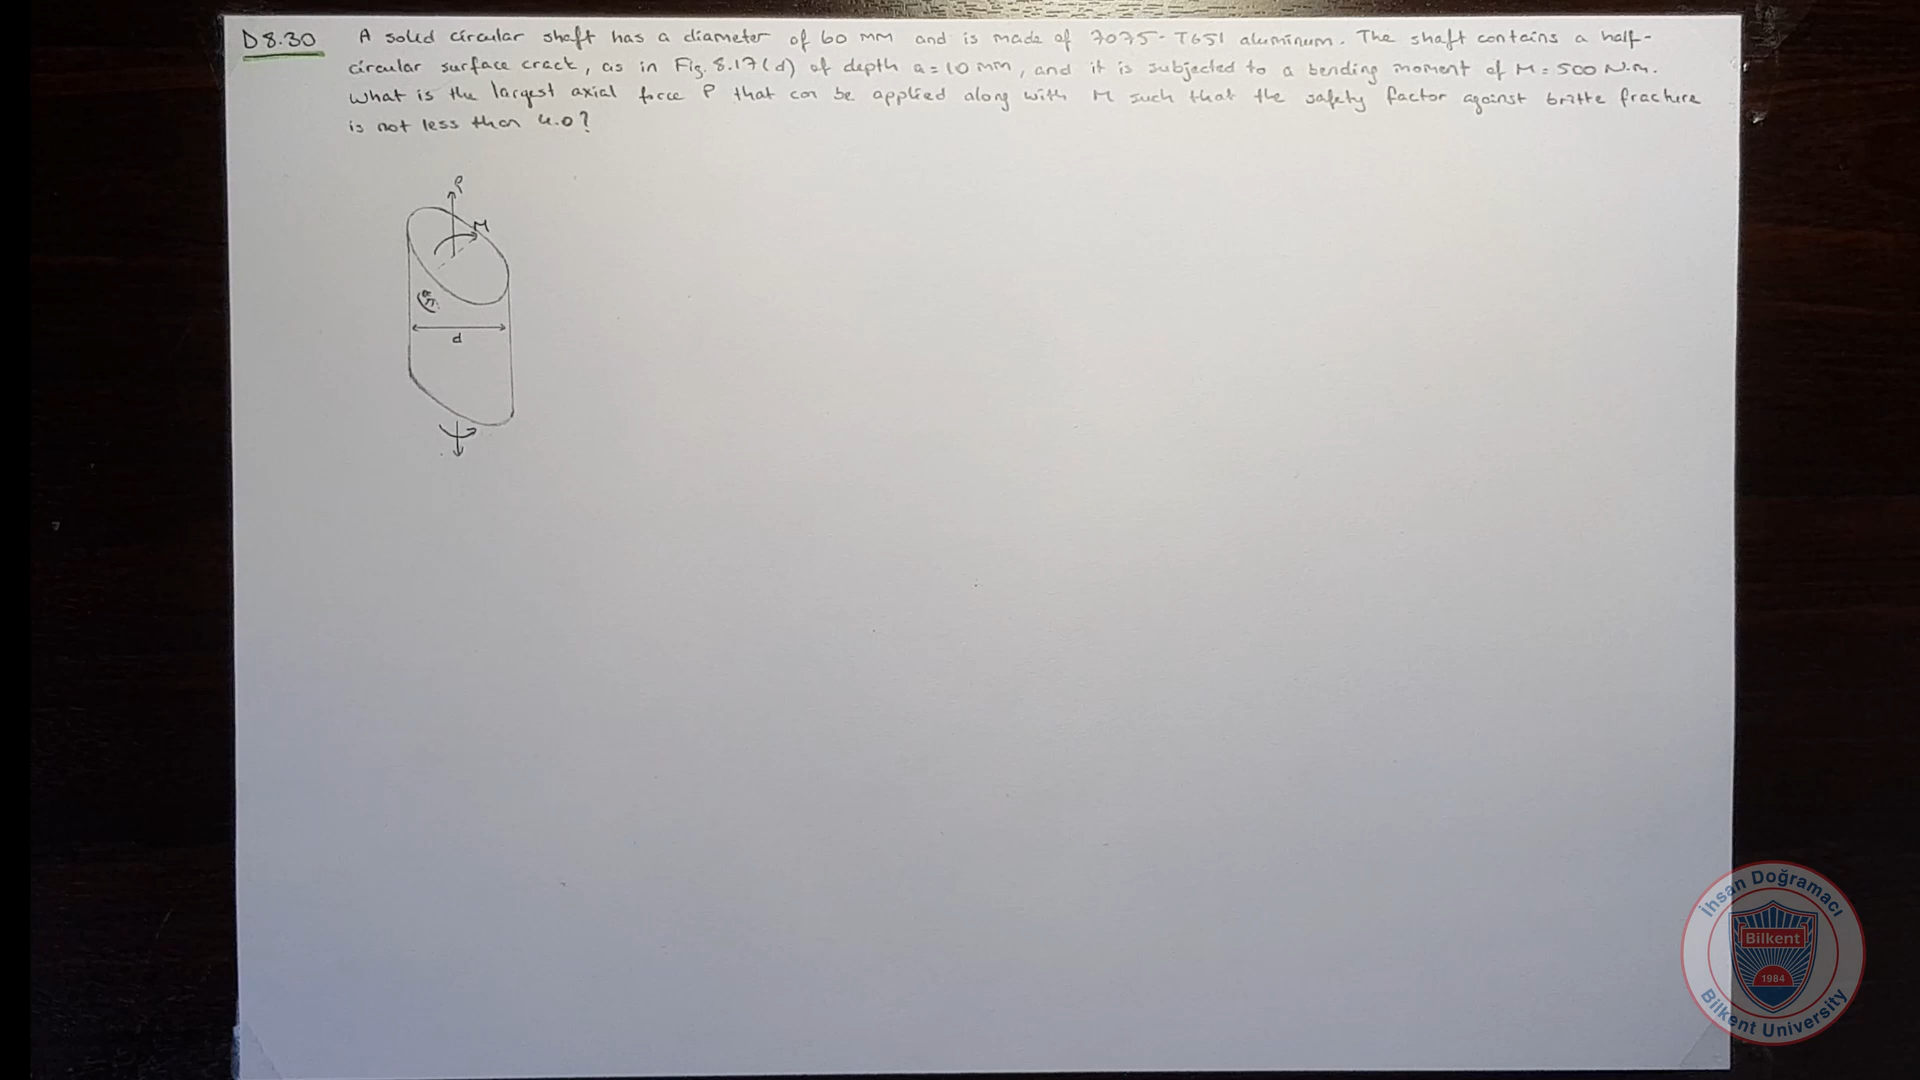 D8.30 A solid circular shaft has a diameter of 60 mm and is made of 7075-T651 aluminum. The shaft contains a half-
circular surface crack, as in Fig. 8.17(d) of depth a = 10 mm, and it is subjected to a bending moment of M = 500 N.m.
What is the largest axial force P that can be applied along with M such that the safety factor against brittle fracture
is not less than 4.0?
P
M
a
d
İhsan Doğramacı
Bilkent
1984
Bilkent University